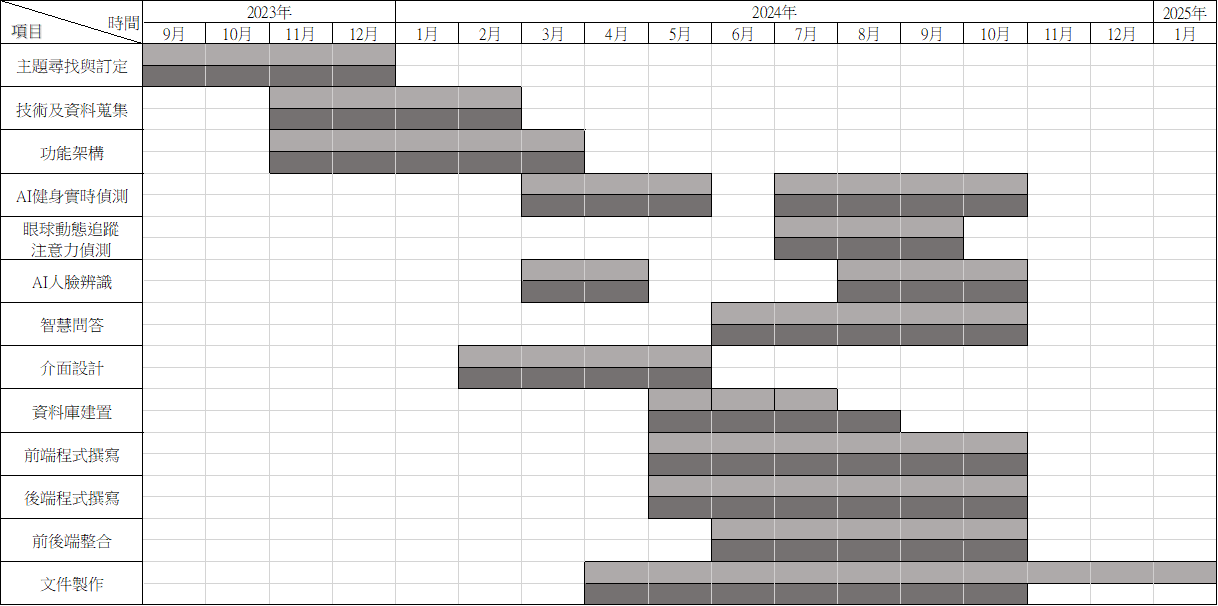 2023年
2024年
2025年
時間
項目
9月
10月
11月
12月
1月
2月
3月
4月
5月
6月
7月
8月
9月
10月
11月
12月
1月
主題尋找與訂定
技術及資料蒐集
功能架構
AI健身實時偵測
眼球動態追蹤
注意力偵測
AI人臉辨識
智慧問答
介面設計
資料庫建置
前端程式撰寫
後端程式撰寫
前後端整合
文件製作